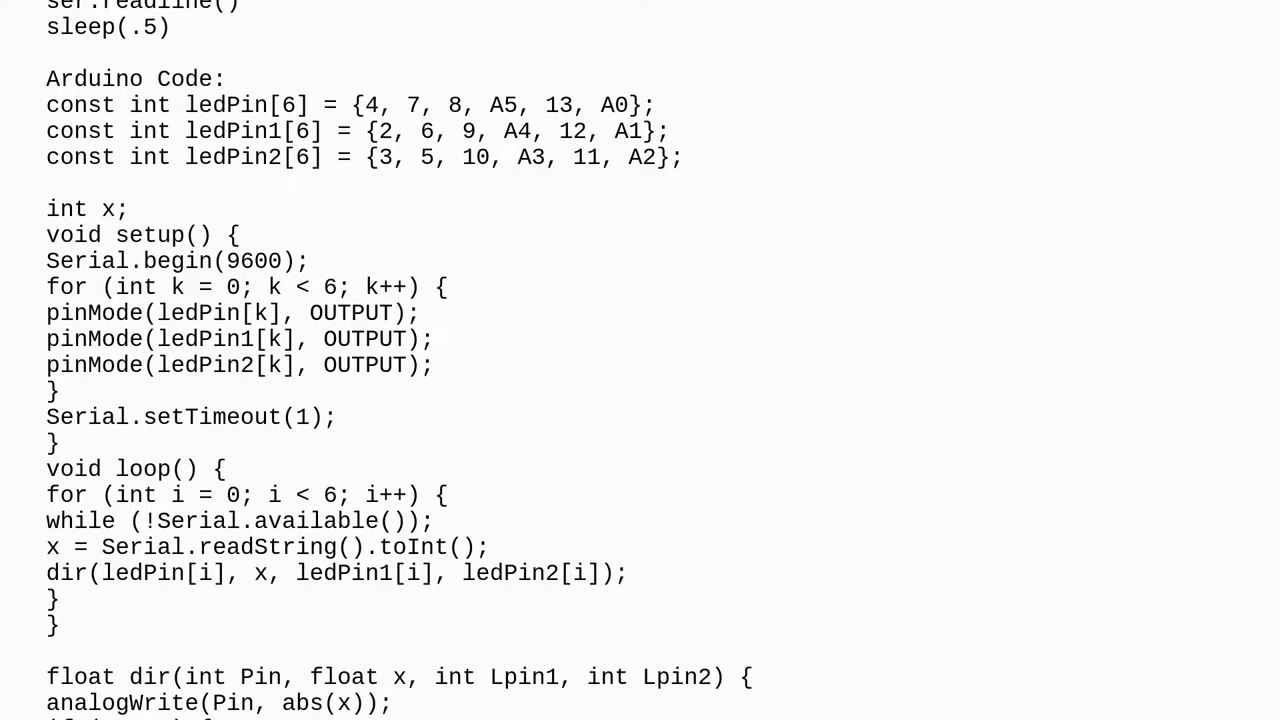 ser.readline()
sleep(.5)
Arduino Code:
const int ledPin[6] = {4, 7, 8, A5, 13, A0};
const int ledPin1[6] = {2, 6, 9, A4, 12, A1};
const int ledPin2[6] = {3, 5, 10, A3, 11, A2};
int x;
void setup() {
Serial.begin(9600);
for (int k = 0; k < 6; k++) {
pinMode(ledPin[k], OUTPUT);
pinMode(ledPin1[k], OUTPUT);
pinMode(ledPin2[k], OUTPUT);
}
Serial.setTimeout(1);
}
void loop() {
for (int i = 0; i < 6; i++) {
while (!Serial.available());
x = Serial.readString().toInt();
dir(ledPin[i], x, ledPin1[i], ledPin2[i]);
}
}
float dir(int Pin, float x, int Lpin1, int Lpin2) {
analogWrite(Pin, abs(x));